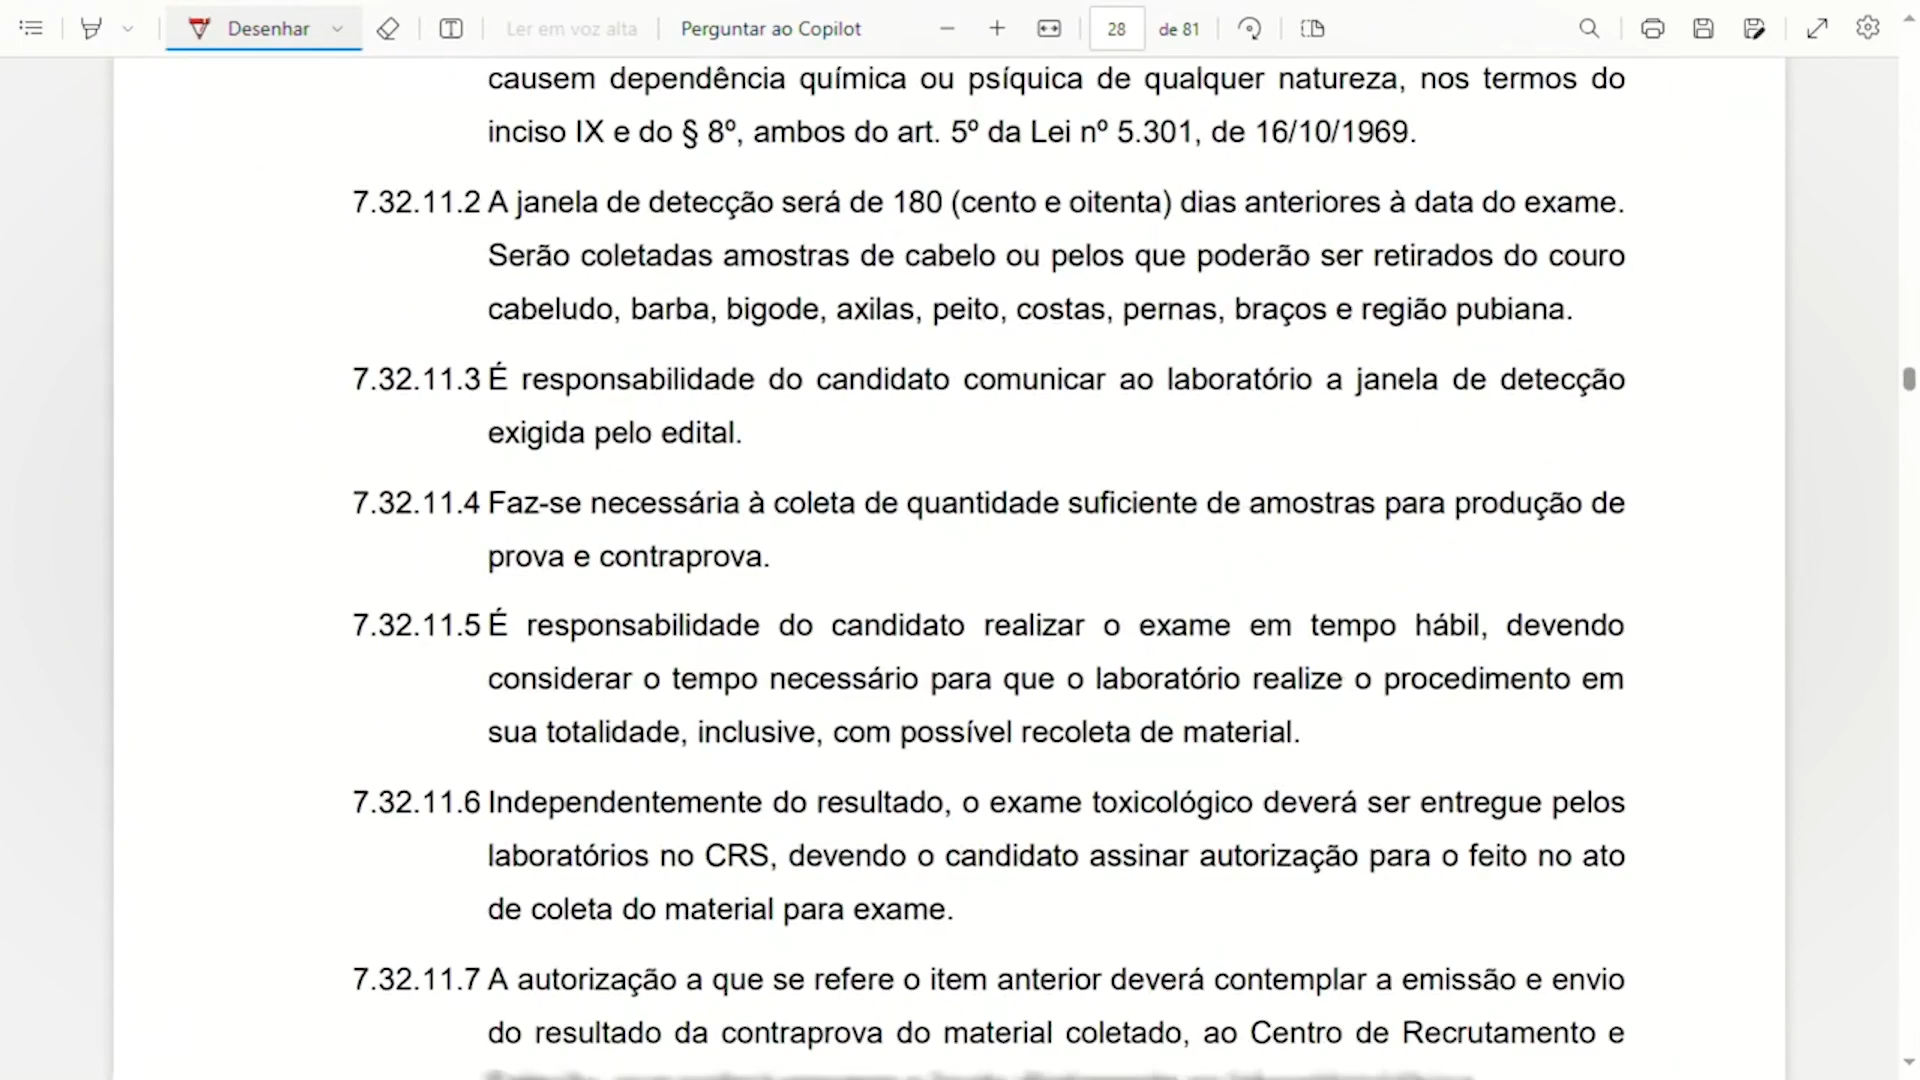 Desenhar
Ler em voz alta
Perguntar ao Copilot
28
de 81
causem dependência química ou psíquica de qualquer natureza, nos termos do
inciso IX e do § 8º, ambos do art. 5º da Lei nº 5.301, de 16/10/1969.
7.32.11.2 A janela de detecção será de 180 (cento e oitenta) dias anteriores à data do exame.
Serão coletadas amostras de cabelo ou pelos que poderão ser retirados do couro
cabeludo, barba, bigode, axilas, peito, costas, pernas, braços e região pubiana.
7.32.11.3 É responsabilidade do candidato comunicar ao laboratório a janela de detecção
exigida pelo edital.
7.32.11.4 Faz-se necessária à coleta de quantidade suficiente de amostras para produção de
prova e contraprova.
7.32.11.5 É responsabilidade do candidato realizar o exame em tempo hábil, devendo
considerar o tempo necessário para que o laboratório realize o procedimento em
sua totalidade, inclusive, com possível recoleta de material.
7.32.11.6 Independentemente do resultado, o exame toxicológico deverá ser entregue pelos
laboratórios no CRS, devendo o candidato assinar autorização para o feito no ato
de coleta do material para exame.
7.32.11.7 A autorização a que se refere o item anterior deverá contemplar a emissão e envio
do resultado da contraprova do material coletado, ao Centro de Recrutamento e